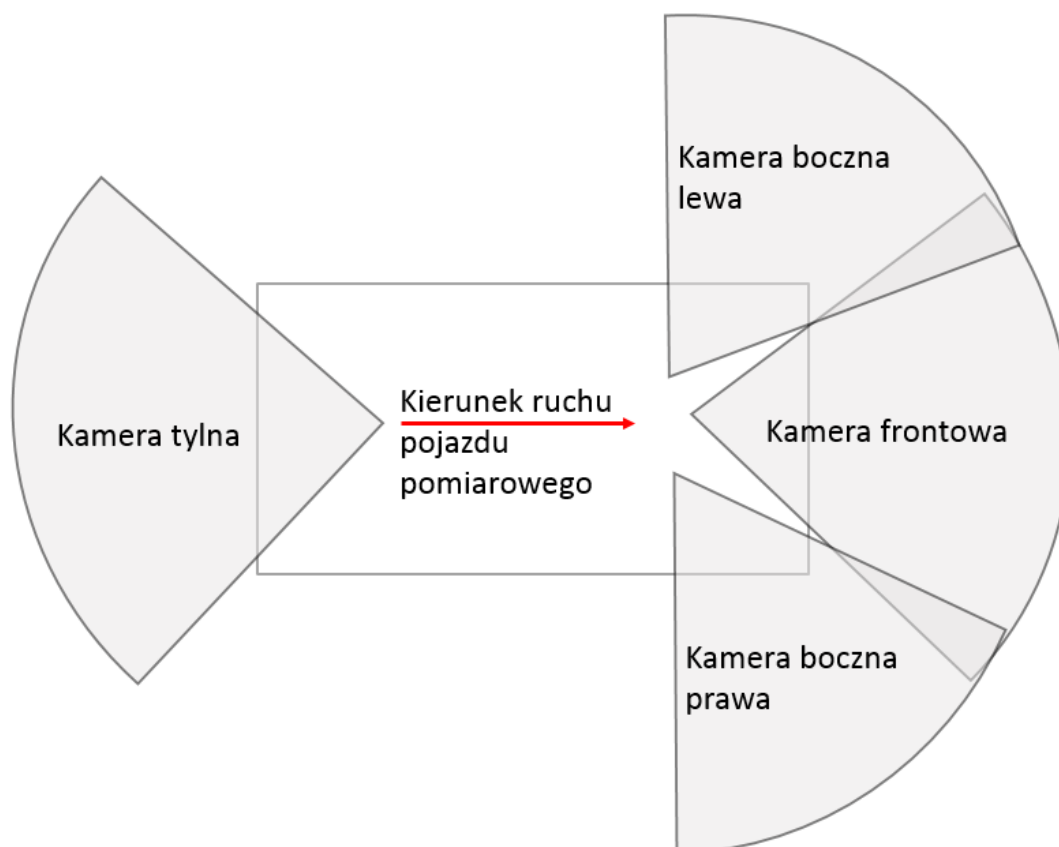 Kamera boczna
lewa
Kierunek ruchu
pojazdu
pomiarowego
Kamera tylna
Kamera frontowa
Kamera boczna
prawa